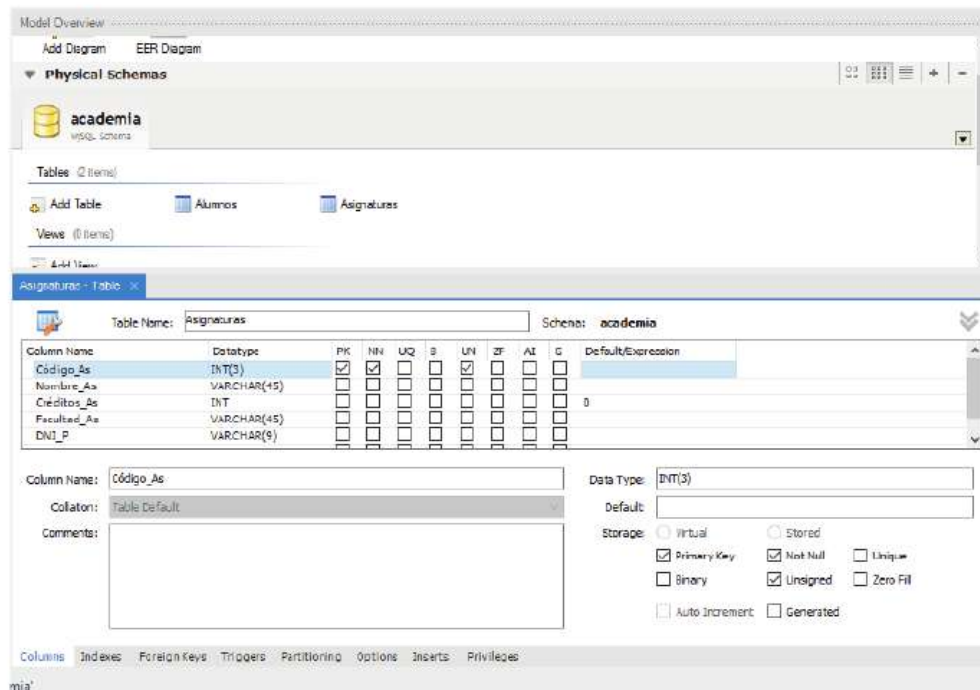 Model Overview
Add Diagram EER Diagram
Physical Schemas
academia
MySQL Schema
Tables (2 items)
Add Table Alumnos Asignaturas
Views (0 items)
Add View
Asignaturas - Table ×
Table Name: Asignaturas Schema: academia
Column Name Datatype PK NN UQ B UN ZF AI G Default/Expression
Código_As INT(3)
Nombre_As VARCHAR(45)
Créditos_As INT 0
Facultad_As VARCHAR(45)
DNI_P VARCHAR(9)
Column Name: Código_As Data Type: INT(3)
Collation: Table Default Default
Comments: Storage: Virtual Stored
Primary Key Not Null Unique
Binary Unsigned Zero Fill
Auto Increment Generated
Columns Indexes Foreign Keys Triggers Partitioning Options Inserts Privileges
mia'